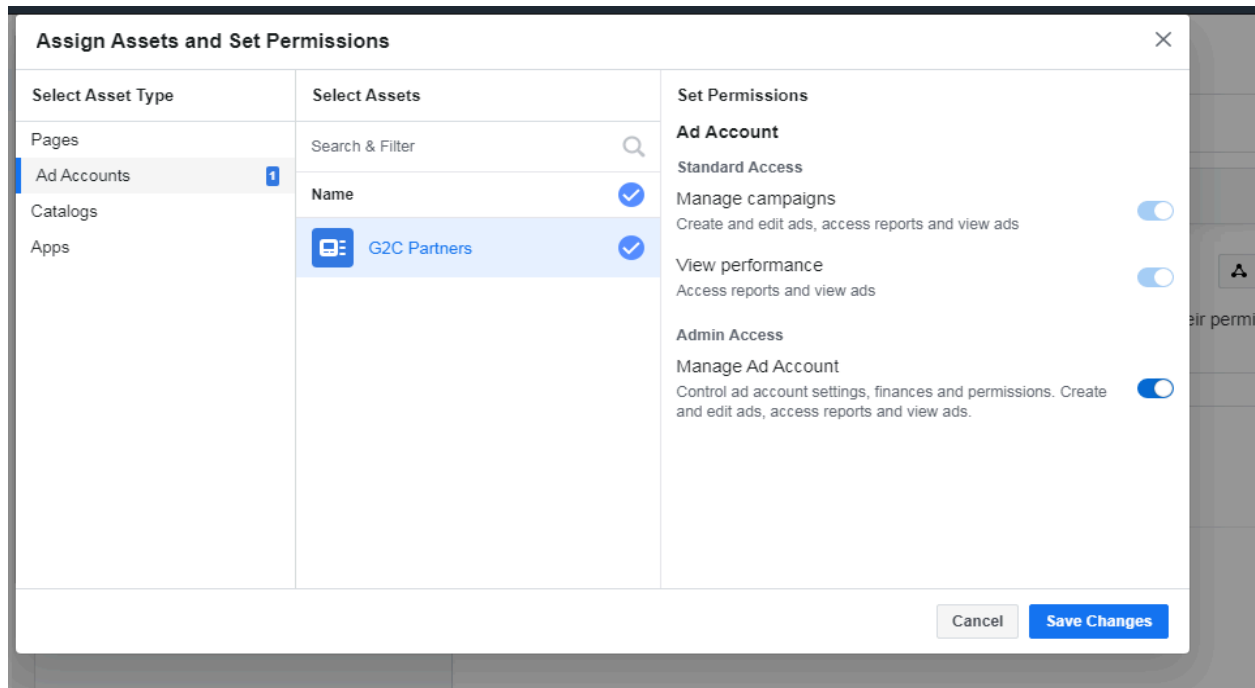 Assign Assets and Set Permissions
Select Asset Type
Pages
Ad Accounts 1
Catalogs
Apps
Select Assets
Search & Filter
Name
G2C Partners
Set Permissions
Ad Account
Standard Access
Manage campaigns
Create and edit ads, access reports and view ads
View performance
Access reports and view ads
Admin Access
Manage Ad Account
Control ad account settings, finances and permissions. Create
and edit ads, access reports and view ads.
Cancel Save Changes